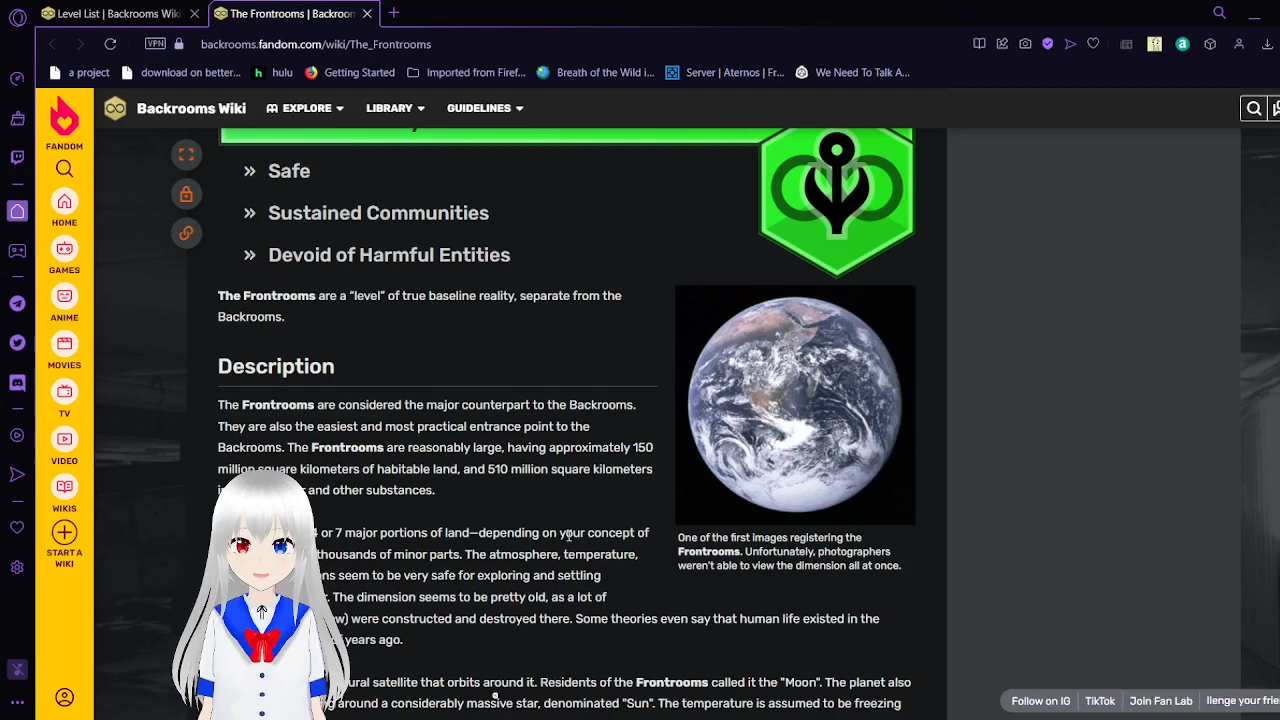 Level List | Backrooms Wiki
The Frontrooms | Backroon
backrooms.fandom.com/wiki/The_Frontrooms
VPN
a project
download on better...
hulu
Getting Started
Imported from Firef...
Breath of the Wild i...
Server | Aternos | Fr...
We Need To Talk A...
Backrooms Wiki
EXPLORE
LIBRARY
GUIDELINES
FANDOM
HOME
GAMES
ANIME
MOVIES
TV
VIDEO
WIKIS
START A
WIKI
Safe
Sustained Communities
Devoid of Harmful Entities
The Frontrooms are a "level" of true baseline reality, separate from the
Backrooms.
Description
The Frontrooms are considered the major counterpart to the Backrooms.
They are also the easiest and most practical entrance point to the
Backrooms. The Frontrooms are reasonably large, having approximately 150
million square kilometers of habitable land, and 510 million square kilometers
and other substances.
or 7 major portions of land—depending on your concept of
thousands of minor parts. The atmosphere, temperature,
seem to be very safe for exploring and settling
The dimension seems to be pretty old, as a lot of
were constructed and destroyed there. Some theories even say that human life existed in the
years ago.
satellite that orbits around it. Residents of the Frontrooms called it the "Moon". The planet also
around a considerably massive star, denominated "Sun". The temperature is assumed to be freezing
One of the first images registering the
Frontrooms. Unfortunately, photographers
weren't able to view the dimension all at once.
Follow on IG
TikTok
Join Fan Lab